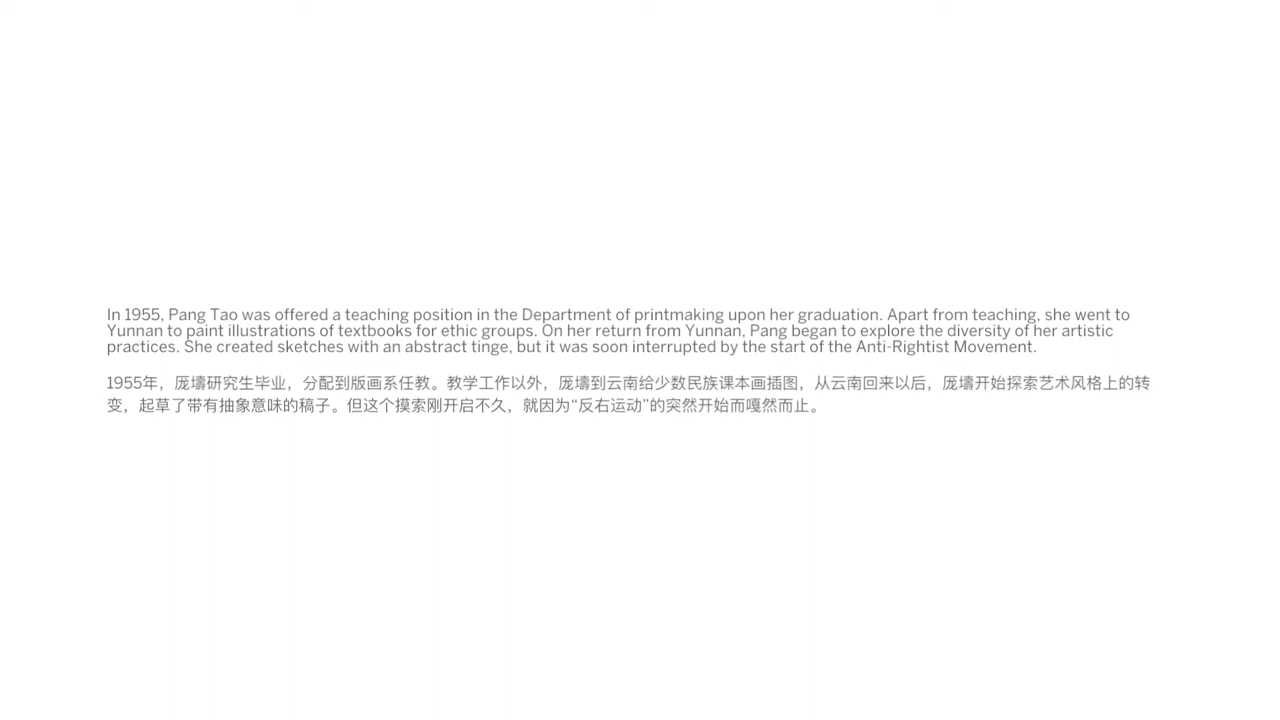 In 1955, Pang Tao was offered a teaching position in the Department of printmaking upon her graduation. Apart from teaching, she went to
Yunnan to paint illustrations of textbooks for ethic groups. On her return from Yunnan, Pang began to explore the diversity of her artistic
practices. She created sketches with an abstract tinge, but it was soon interrupted by the start of the Anti-Rightist Movement.
1955年，庞壔研究生毕业，分配到版画系任教。教学工作以外，庞壔到云南给少数民族课本画插图，从云南回来以后，庞壔开始探索艺术风格上的转
变，起草了带有抽象意味的稿子。但这个摸索刚开启不久，就因为“反右运动”的突然开始而嘎然而止。